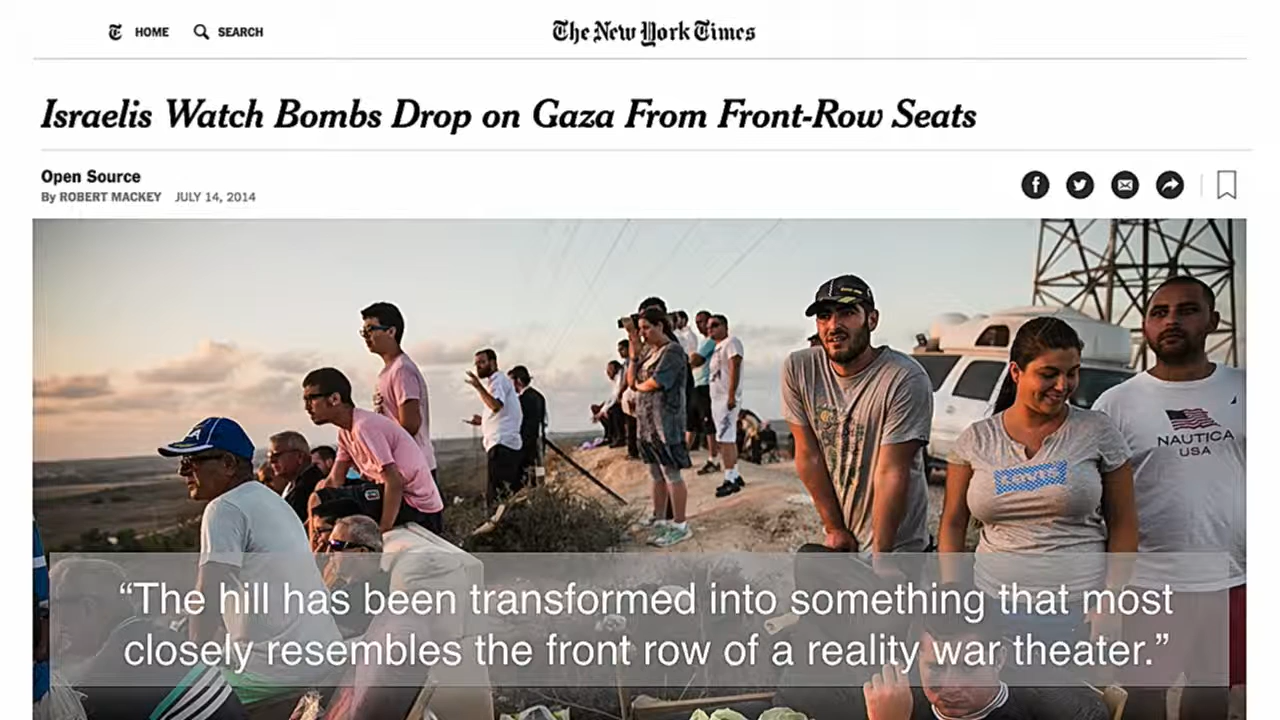 HOME SEARCH The New York Times
Israelis Watch Bombs Drop on Gaza From Front-Row Seats
Open Source
By ROBERT MACKEY JULY 14, 2014
NAUTICA
USA
“The hill has been transformed into something that most
closely resembles the front row of a reality war theater.”